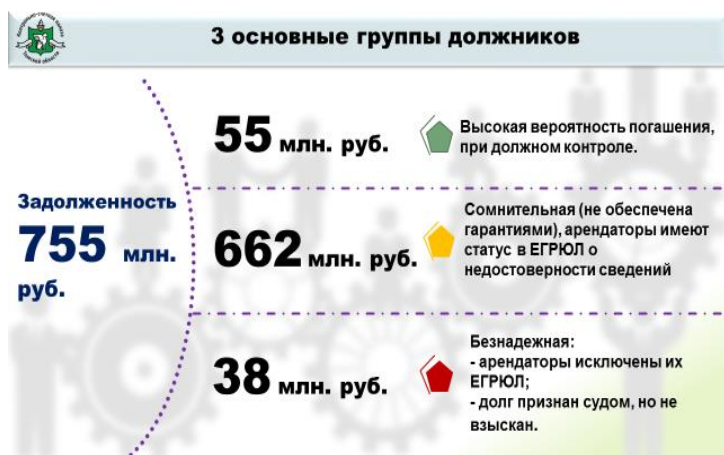 3 основные группы должников
55 млн. руб.
Высокая вероятность погашения,
при должном контроле.
Задолженность
755 млн.
руб.
662 млн. руб.
Сомнительная (не обеспечена
гарантиями), арендаторы имеют
статус в ЕГРЮЛ о
недостоверности сведений
38 млн. руб.
Безнадежная:
- арендаторы исключены их
ЕГРЮЛ;
- долг признан судом, но не
взыскан.